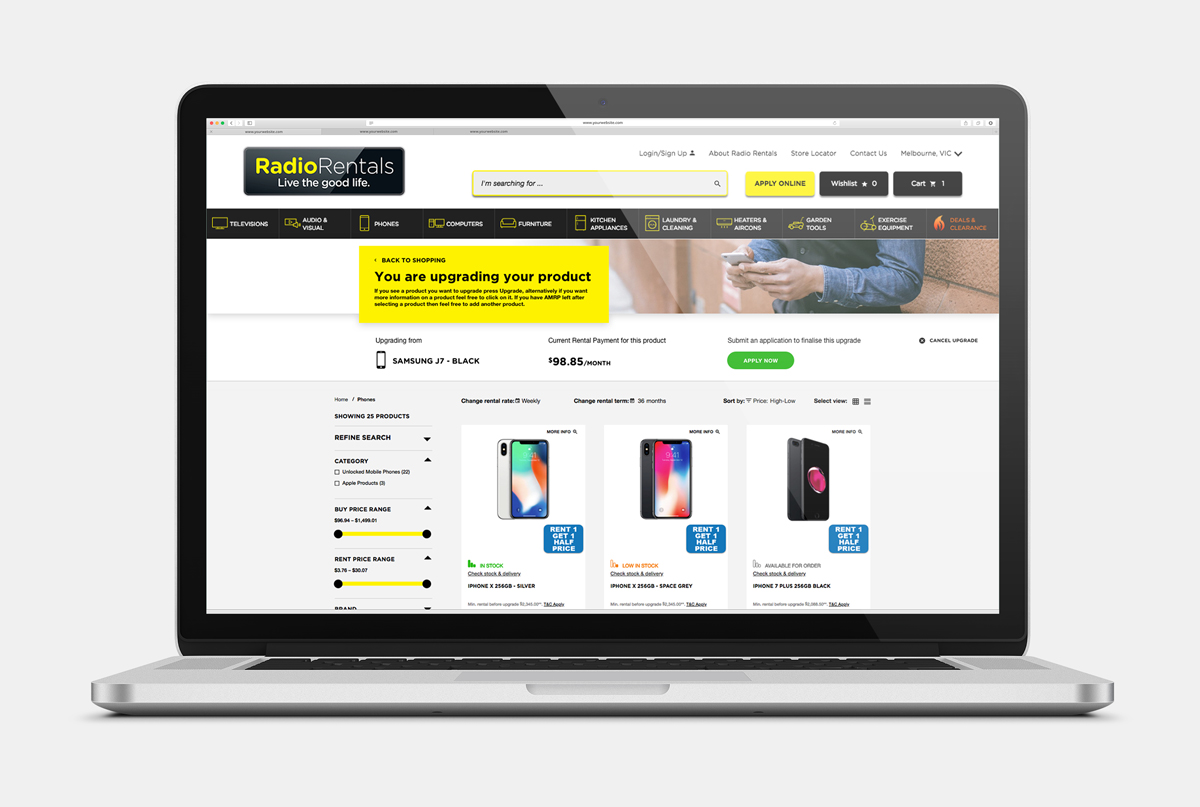 www.yourwebsite.com
www.yourwebsite.com
www.yourwebsite.com
www.yourwebsite.com
RadioRentals
Live the good life.
Login/Sign Up
About Radio Rentals
Store Locator
Contact Us
Melbourne, VIC
I'm searching for ...
APPLY ONLINE
Wishlist 0
Cart 1
TELEVISIONS
AUDIO &
VISUAL
PHONES
COMPUTERS
FURNITURE
KITCHEN
APPLIANCES
LAUNDRY &
CLEANING
HEATERS &
AIRCONS
GARDEN
TOOLS
EXERCISE
EQUIPMENT
DEALS &
CLEARANCE
‹ BACK TO SHOPPING
You are upgrading your product
If you see a product you want to upgrade press Upgrade, alternatively if you want
more information on a product feel free to click on it. If you have AMRP left after
selecting a product then feel free to add another product.
Upgrading from
SAMSUNG J7 - BLACK
Current Rental Payment for this product
$98.85/MONTH
Submit an application to finalise this upgrade
APPLY NOW
CANCEL UPGRADE
Home / Phones
SHOWING 25 PRODUCTS
REFINE SEARCH
CATEGORY
Unlocked Mobile Phones (22)
Apple Products (3)
BUY PRICE RANGE
$96.94 – $1,499.01
RENT PRICE RANGE
$3.76 – $30.07
BRAND
Change rental rate: Weekly
Change rental term: 36 months
Sort by: Price: High-Low
Select view:
MORE INFO
RENT 1
GET 1
HALF
PRICE
IN STOCK
Check stock & delivery
IPHONE X 256GB - SILVER
Min. rental before upgrade $2,345.03**. T&C Apply
MORE INFO
RENT 1
GET 1
HALF
PRICE
LOW IN STOCK
Check stock & delivery
IPHONE X 256GB - SPACE GREY
Min. rental before upgrade T&C Apply
MORE INFO
RENT 1
GET 1
HALF
PRICE
AVAILABLE FOR ORDER
Check stock & delivery
IPHONE 7 PLUS 256GB BLACK
Min. rental before upgrade T&C Apply